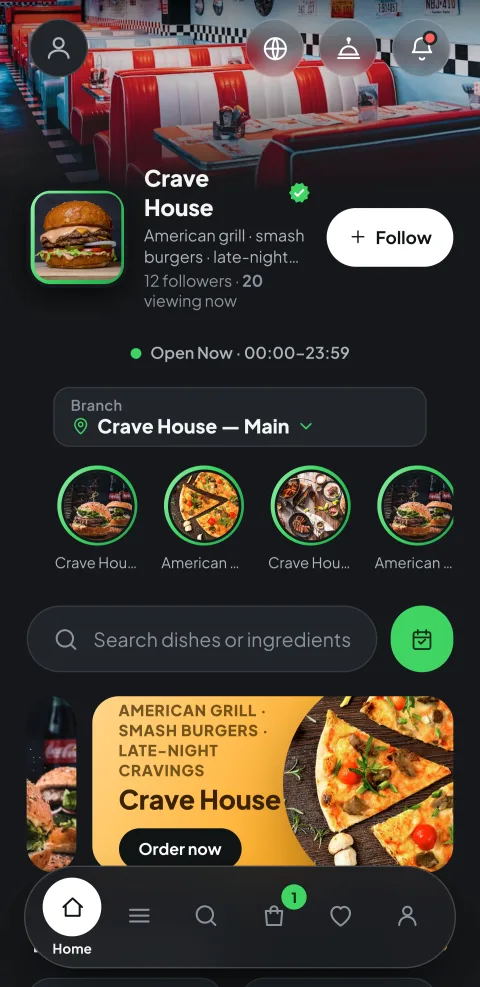 Crave
House
American grill · smash
burgers · late-night...
12 followers · 20
viewing now
Follow
Open Now · 00:00–23:59
Branch
Crave House — Main
Crave Hou...
American ...
Crave Hou...
American ...
Search dishes or ingredients
AMERICAN GRILL ·
SMASH BURGERS ·
LATE-NIGHT
CRAVINGS
Crave House
Order now
1
Home